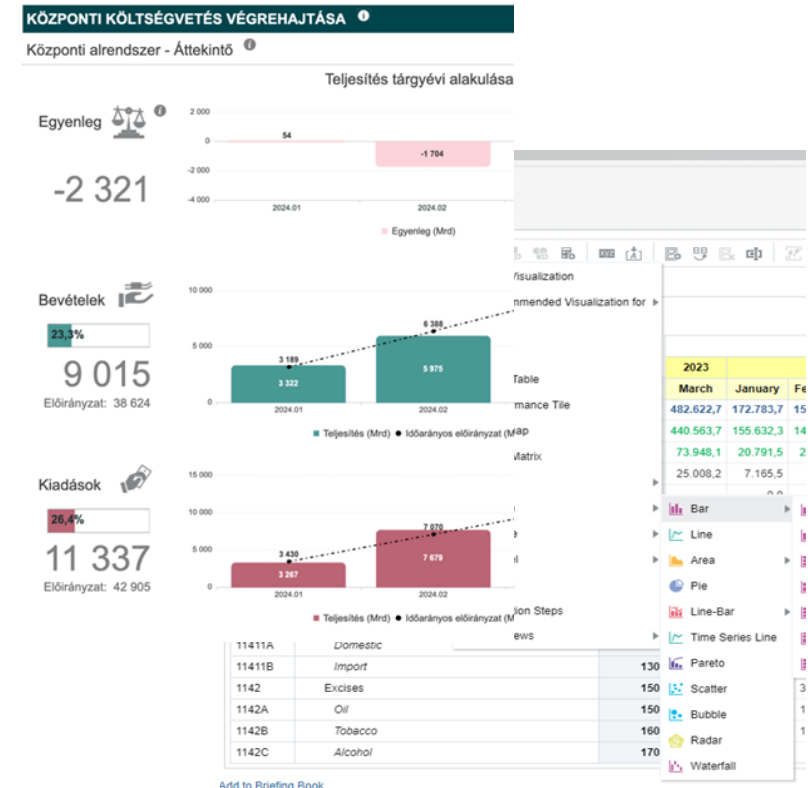 KÖZPONTI KÖLTSÉGVETÉS VÉGREHAJTÁSA
Központi alrendszer - Áttekintő
Teljesítés tárgyévi alakulása
Egyenleg
-2 321
2 000
0
-2 000
-4 000
54
-1 704
2024.01
2024.02
Egyenleg (Mrd)
Bevételek
23,3%
9 015
Előirányzat: 38 624
10 000
5 000
0
3 189
3 322
6 388
5 975
2024.01
2024.02
Teljesítés (Mrd)
Időarányos előirányzat (M
Kiadások
26,4%
11 337
Előirányzat: 42 905
15 000
10 000
5 000
0
3 430
3 267
7 070
7 679
2024.01
2024.02
Teljesítés (Mrd)
Időarányos előirányzat (M
Visualization
mmended Visualization for
Table
rmance Tile
ap
Matrix
ion Steps
ews
2023
March January Fe
482.622,7 172.783,7 15
440.563,7 155.632,3 14
73.948,1 20.791,5 2
25.008,2 7.165,5
Bar
Line
Area
Pie
Line-Bar
Time Series Line
Pareto
Scatter
Bubble
Radar
Waterfall
11411A Domestic
11411B Import 130
1142 Excises 150 3
1142A Oil 150 1
1142B Tobacco 160 1
1142C Alcohol 170
Add to Briefing Book